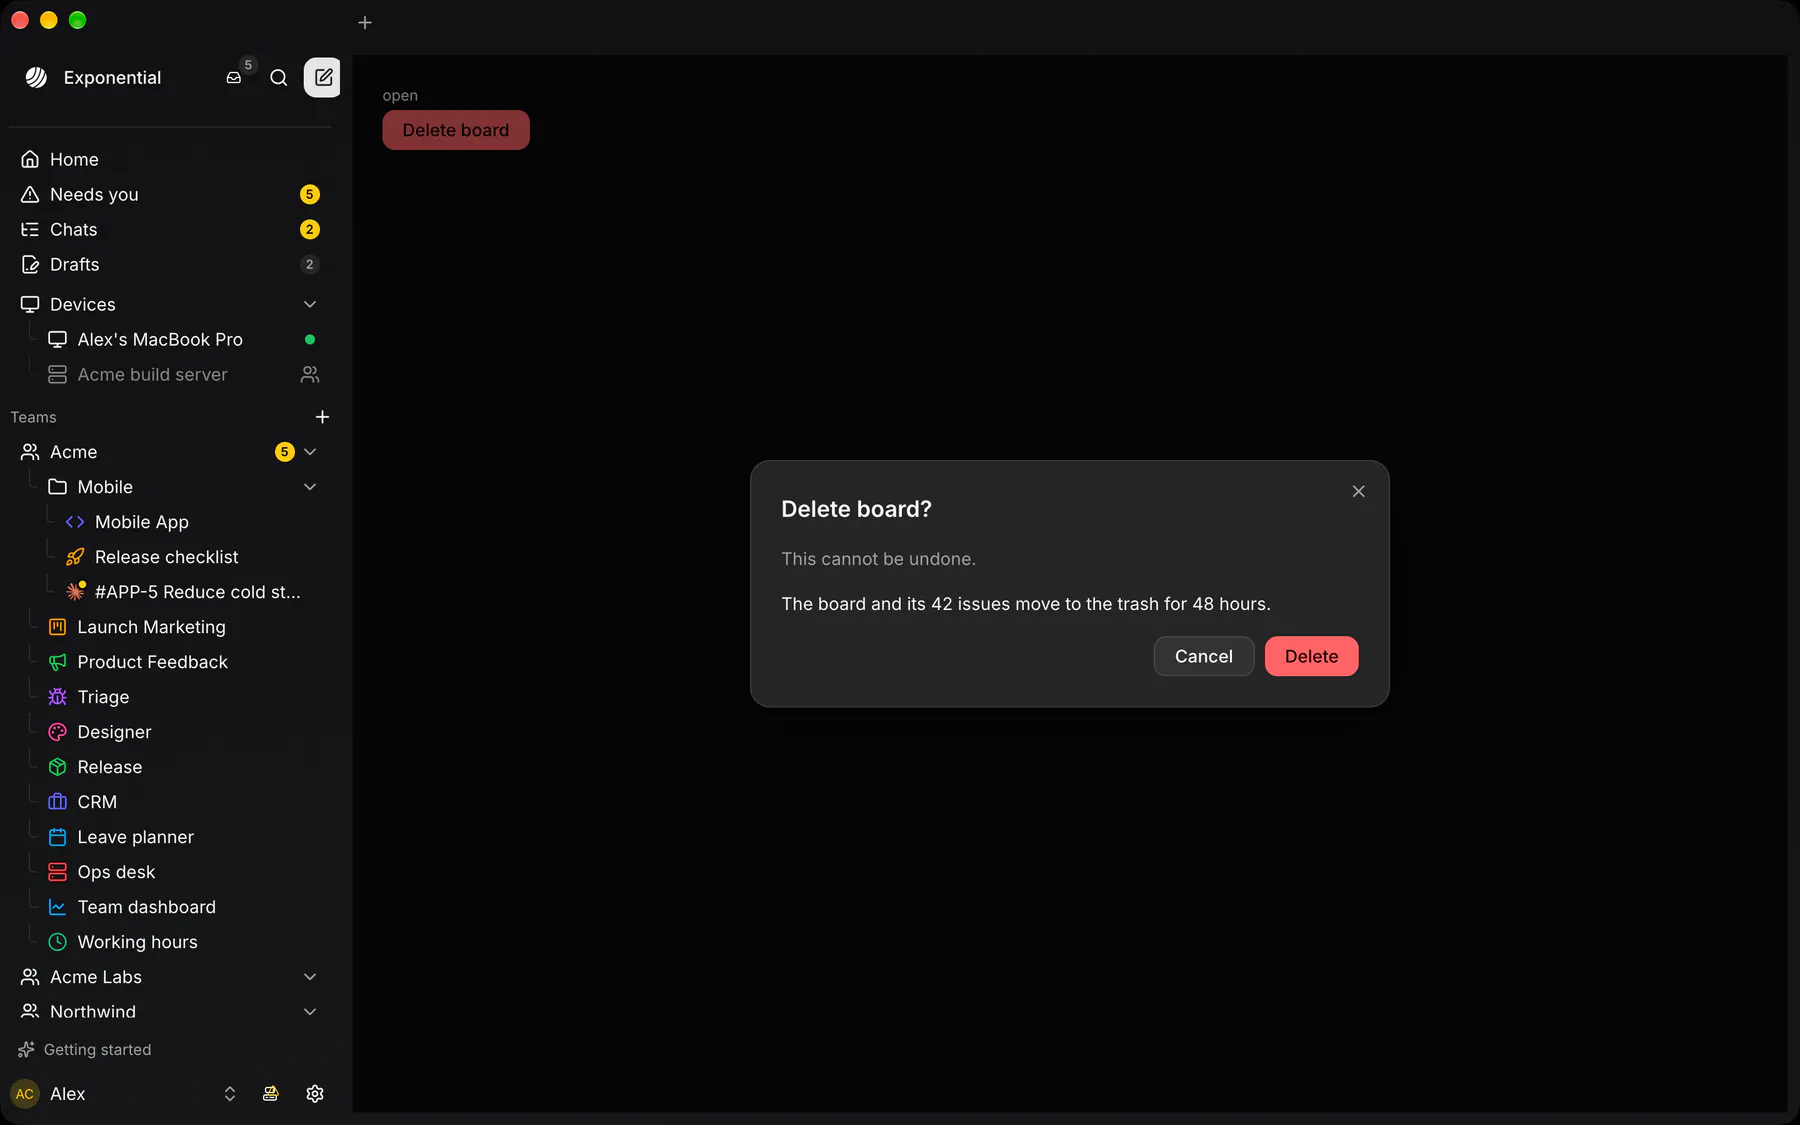 Exponential
5
Home
Needs you
5
Chats
2
Drafts
2
Devices
Alex's MacBook Pro
Acme build server
Teams
Acme
5
Mobile
Mobile App
Release checklist
#APP-5 Reduce cold st...
Launch Marketing
Product Feedback
Triage
Designer
Release
CRM
Leave planner
Ops desk
Team dashboard
Working hours
Acme Labs
Northwind
Getting started
AC
Alex
open
Delete board
Delete board?
This cannot be undone.
The board and its 42 issues move to the trash for 48 hours.
Cancel
Delete